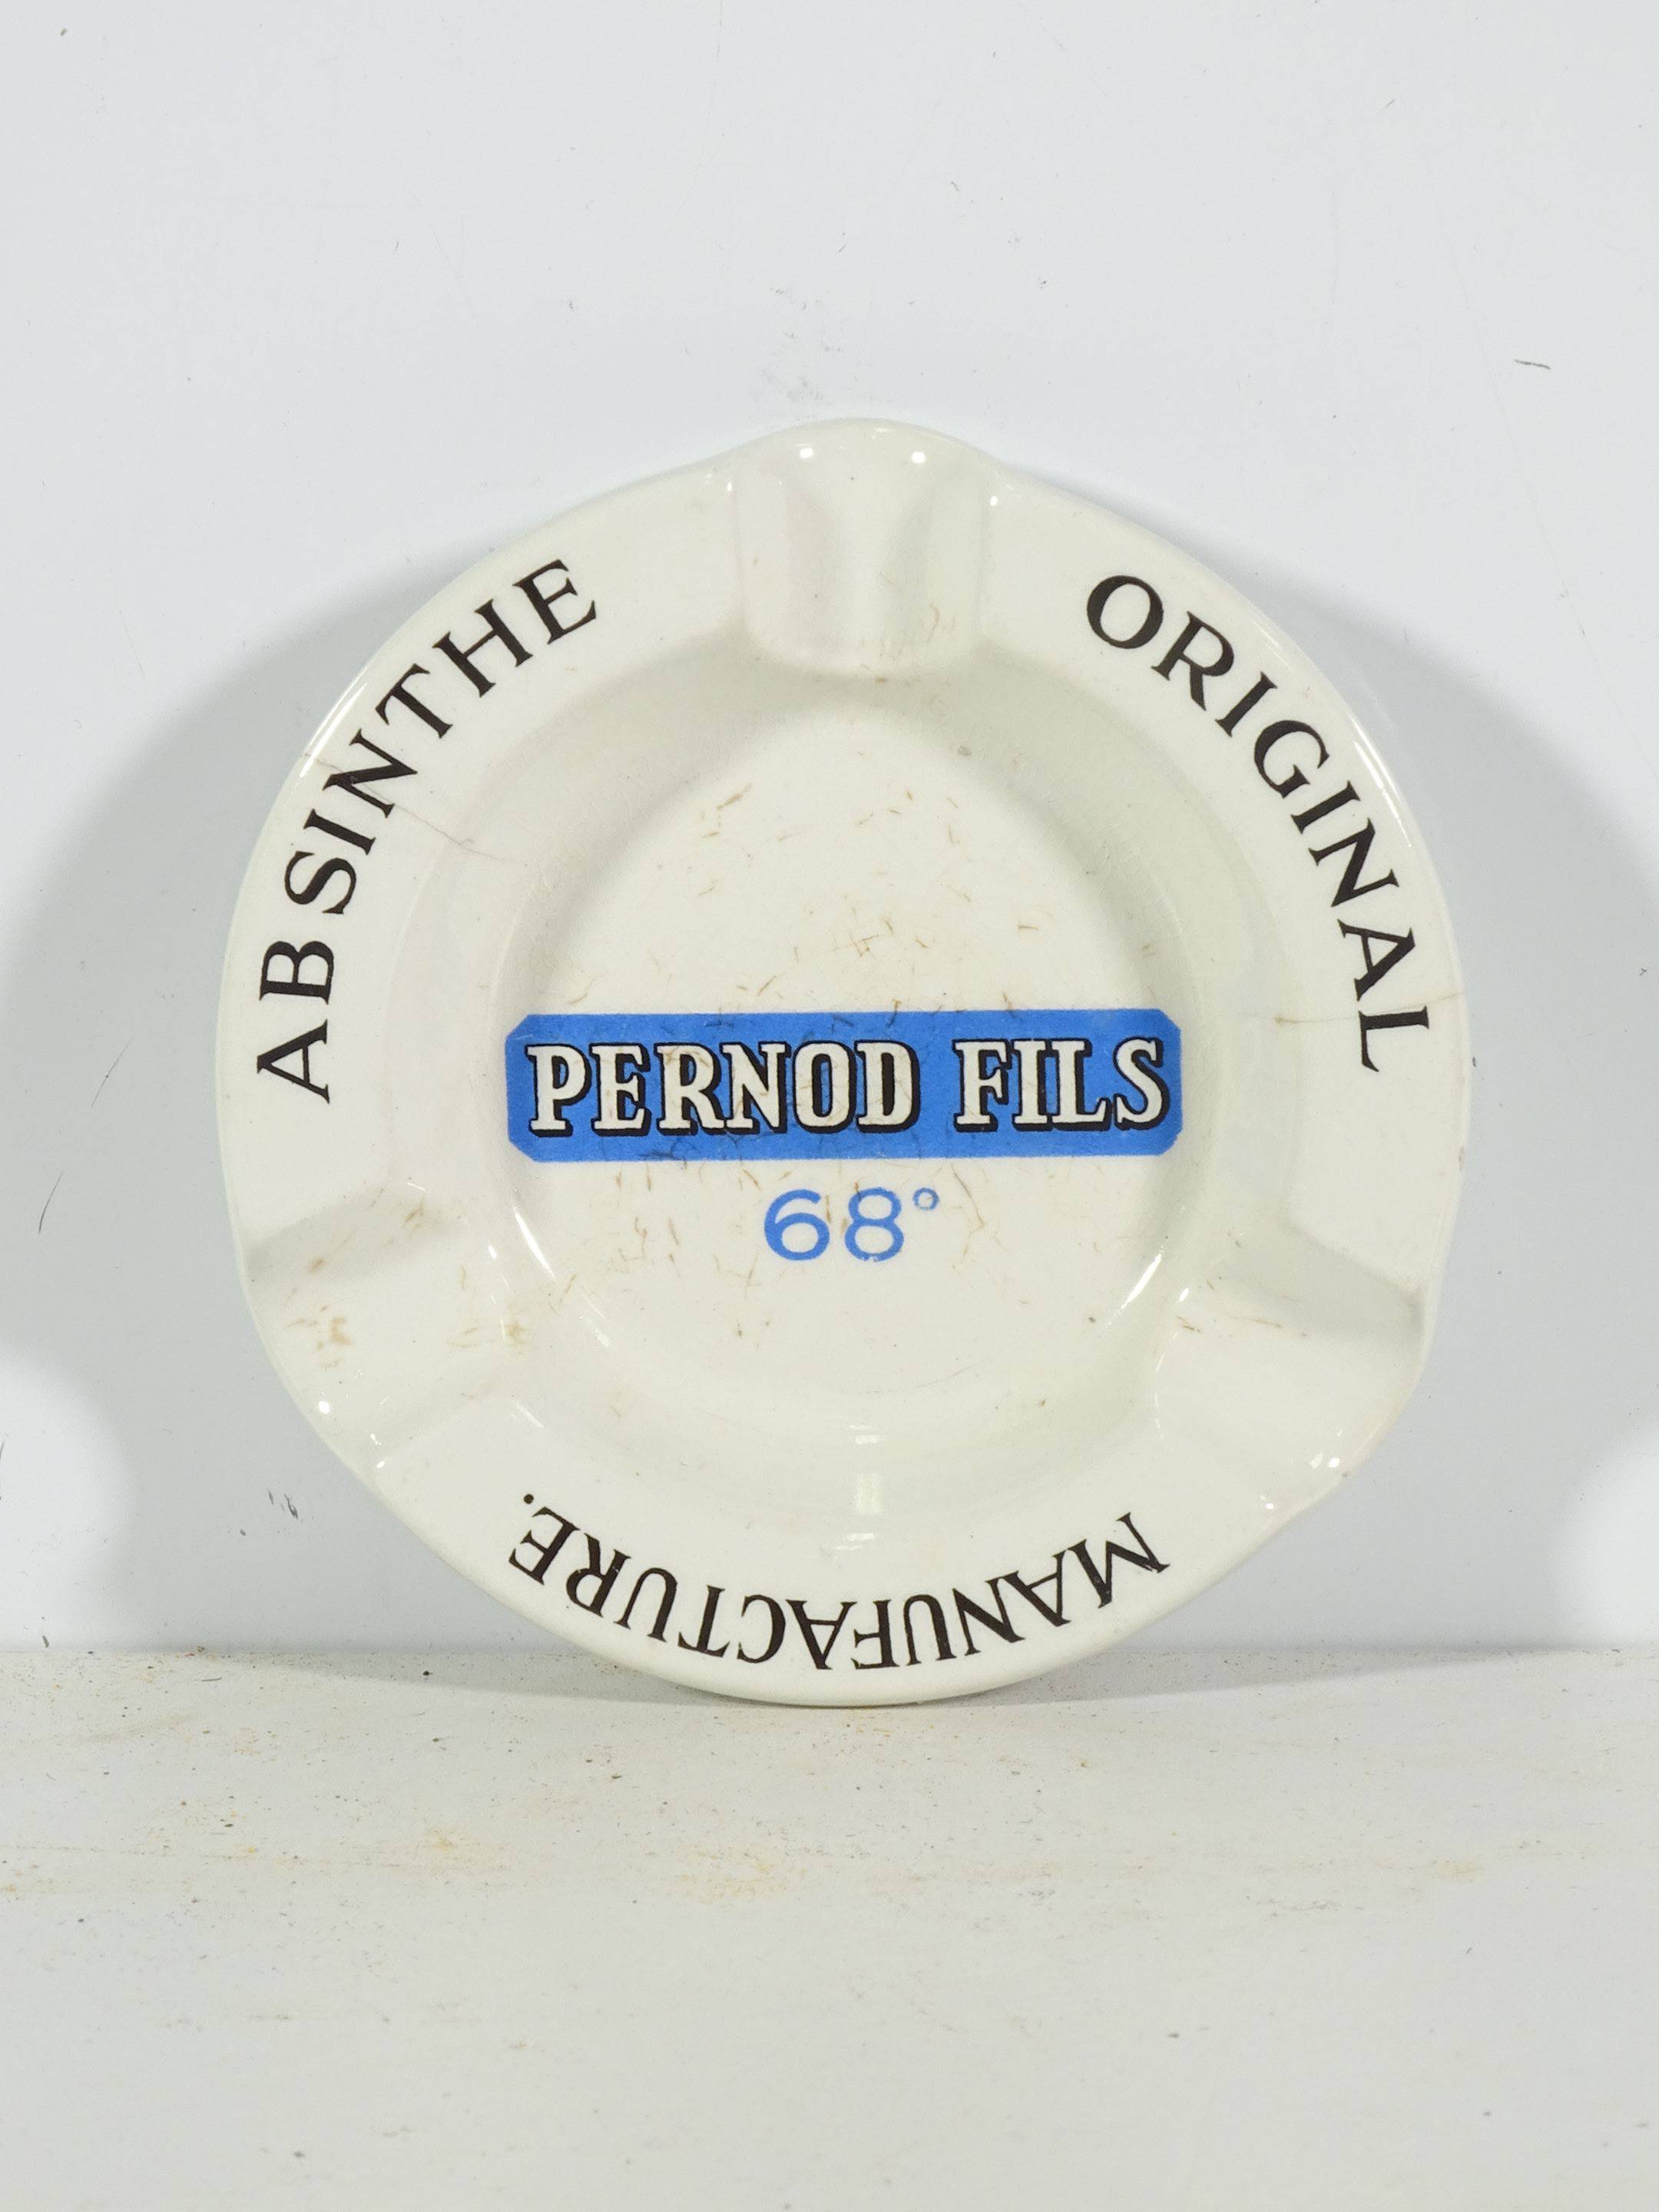 ABSINTHE
ORIGINAL
MANUFACTURE.
PERNOD FILS
68°